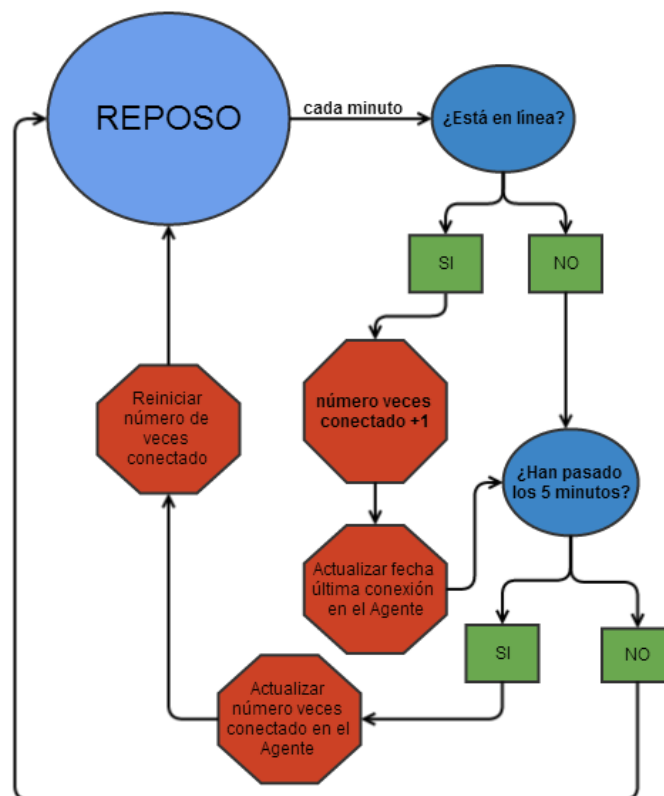 REPOSO
cada minuto
¿Está en línea?
SI
NO
número veces
conectado +1
Reiniciar
número de
veces
conectado
¿Han pasado
los 5 minutos?
Actualizar fecha
última conexión
en el Agente
SI
NO
Actualizar
número veces
conectado en el
Agente